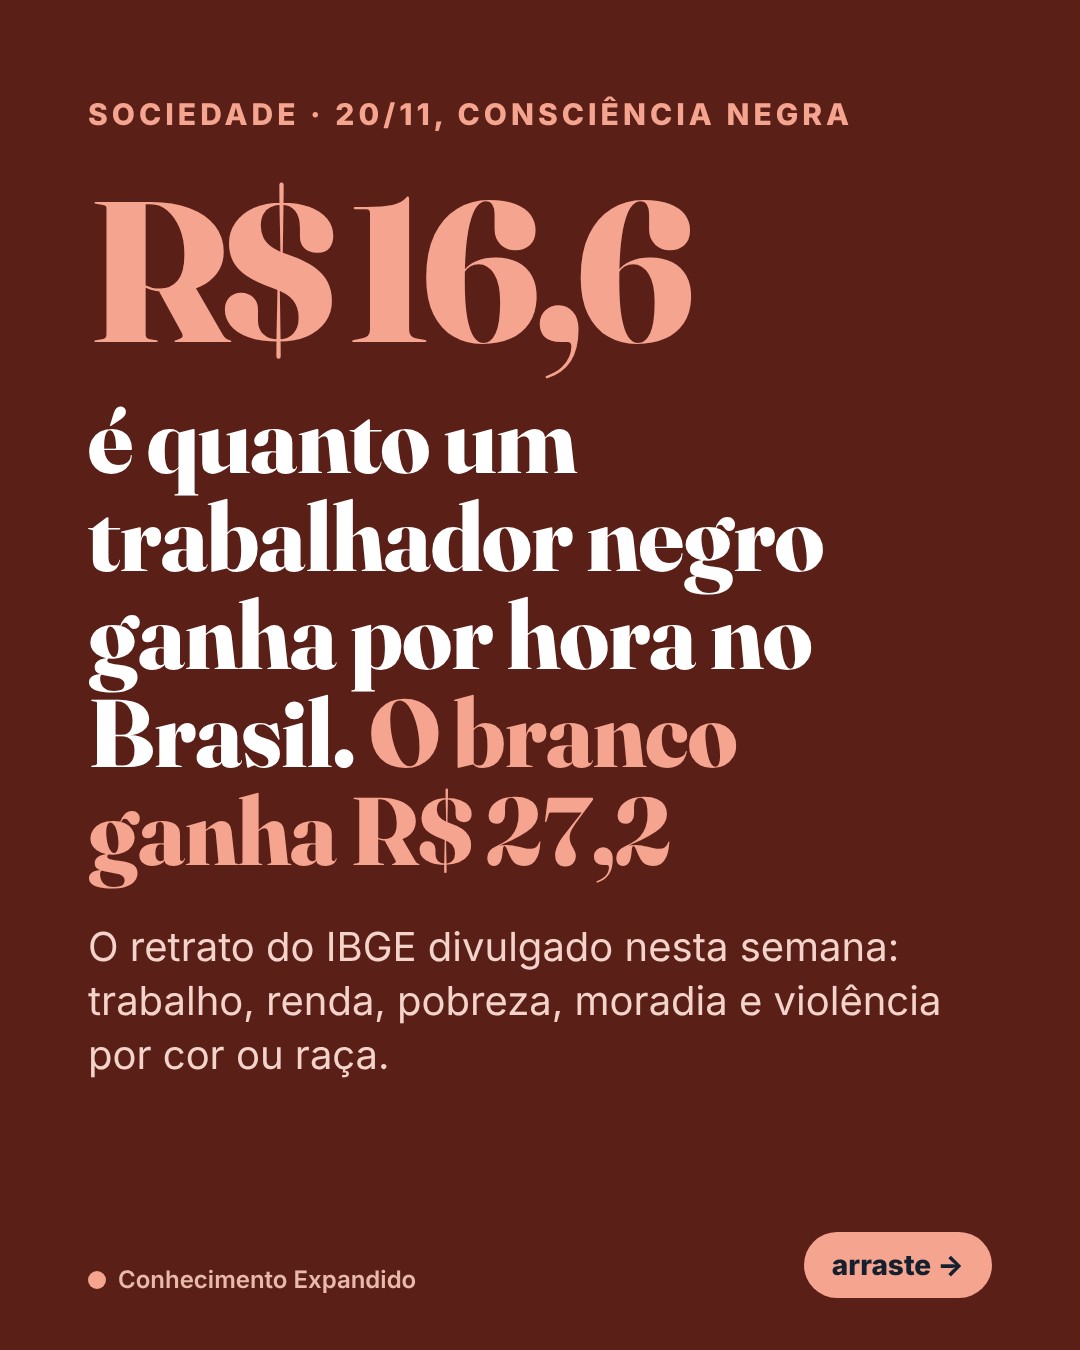 SOCIEDADE · 20/11, CONSCIÊNCIA NEGRA
R$ 16,6
é quanto um
trabalhador negro
ganha por hora no
Brasil. O branco
ganha R$ 27,2
O retrato do IBGE divulgado nesta semana:
trabalho, renda, pobreza, moradia e violência
por cor ou raça.
Conhecimento Expandido
arraste →